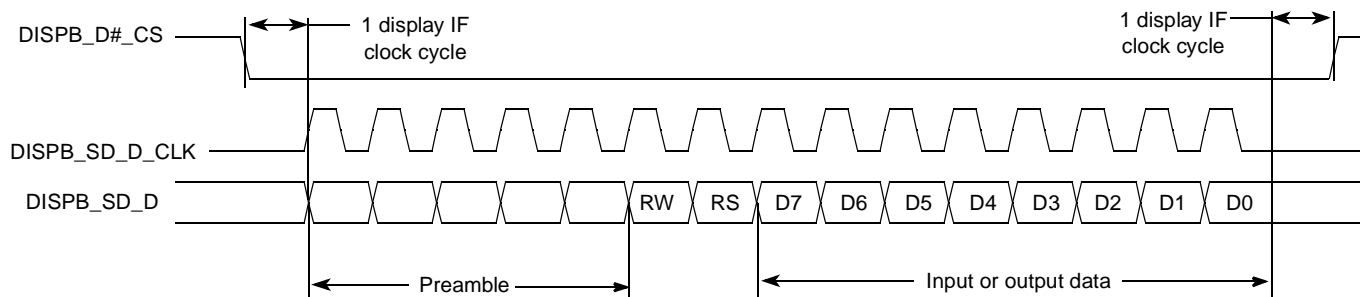 DISPB_D#_CS
1 display IF
clock cycle
1 display IF
clock cycle
DISPB_SD_D_CLK
DISPB_SD_D
RW RS D7 D6 D5 D4 D3 D2 D1 D0
Preamble
Input or output data